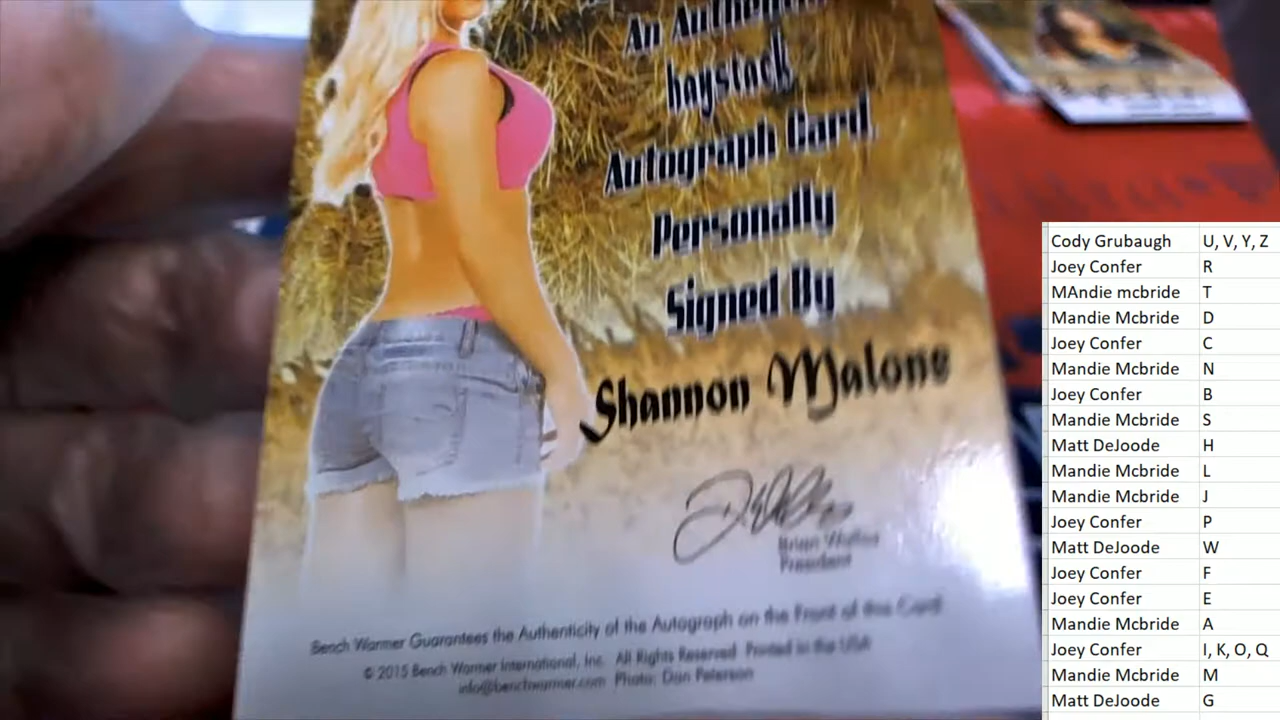 An Authentic
haystack
Autograph Card
Personally
Signed By
Shannon Malone
Brian Wallos
President
Bench Warmer Guarantees the Authenticity of the Autograph on the Front of this Card
© 2015 Bench Warmer International, Inc. All Rights Reserved Printed in the USA
info@benchwarmer.com Photo: Dan Peterson
Cody Grubaugh U, V, Y, Z
Joey Confer R
MAndie mcbride T
Mandie Mcbride D
Joey Confer C
Mandie Mcbride N
Joey Confer B
Mandie Mcbride S
Matt DeJoode H
Mandie Mcbride L
Mandie Mcbride J
Joey Confer P
Matt DeJoode W
Joey Confer F
Joey Confer E
Mandie Mcbride A
Joey Confer I, K, O, Q
Mandie Mcbride M
Matt DeJoode G